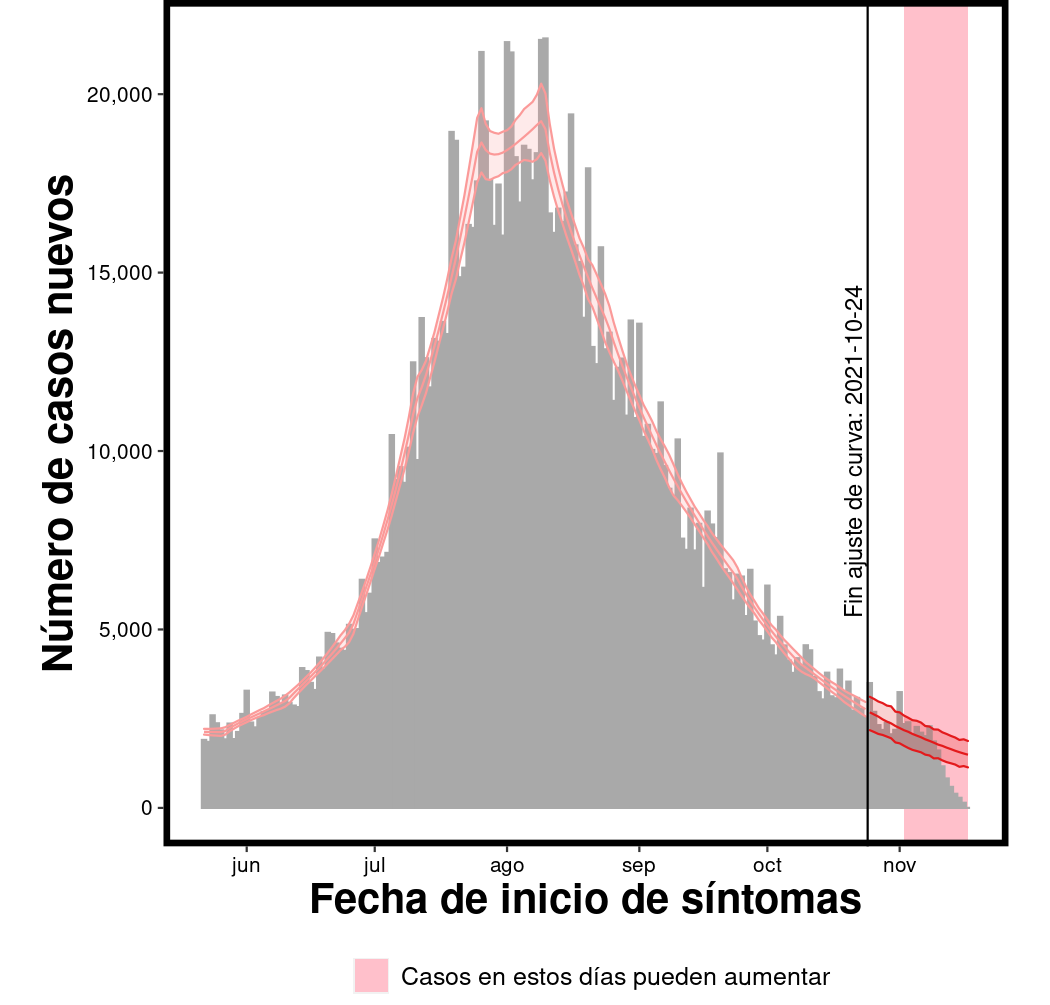 Número de casos nuevos
20,000
15,000
10,000
5,000
0
Fin ajuste de curva: 2021-10-24
jun jul ago sep oct nov
Fecha de inicio de síntomas
Casos en estos días pueden aumentar